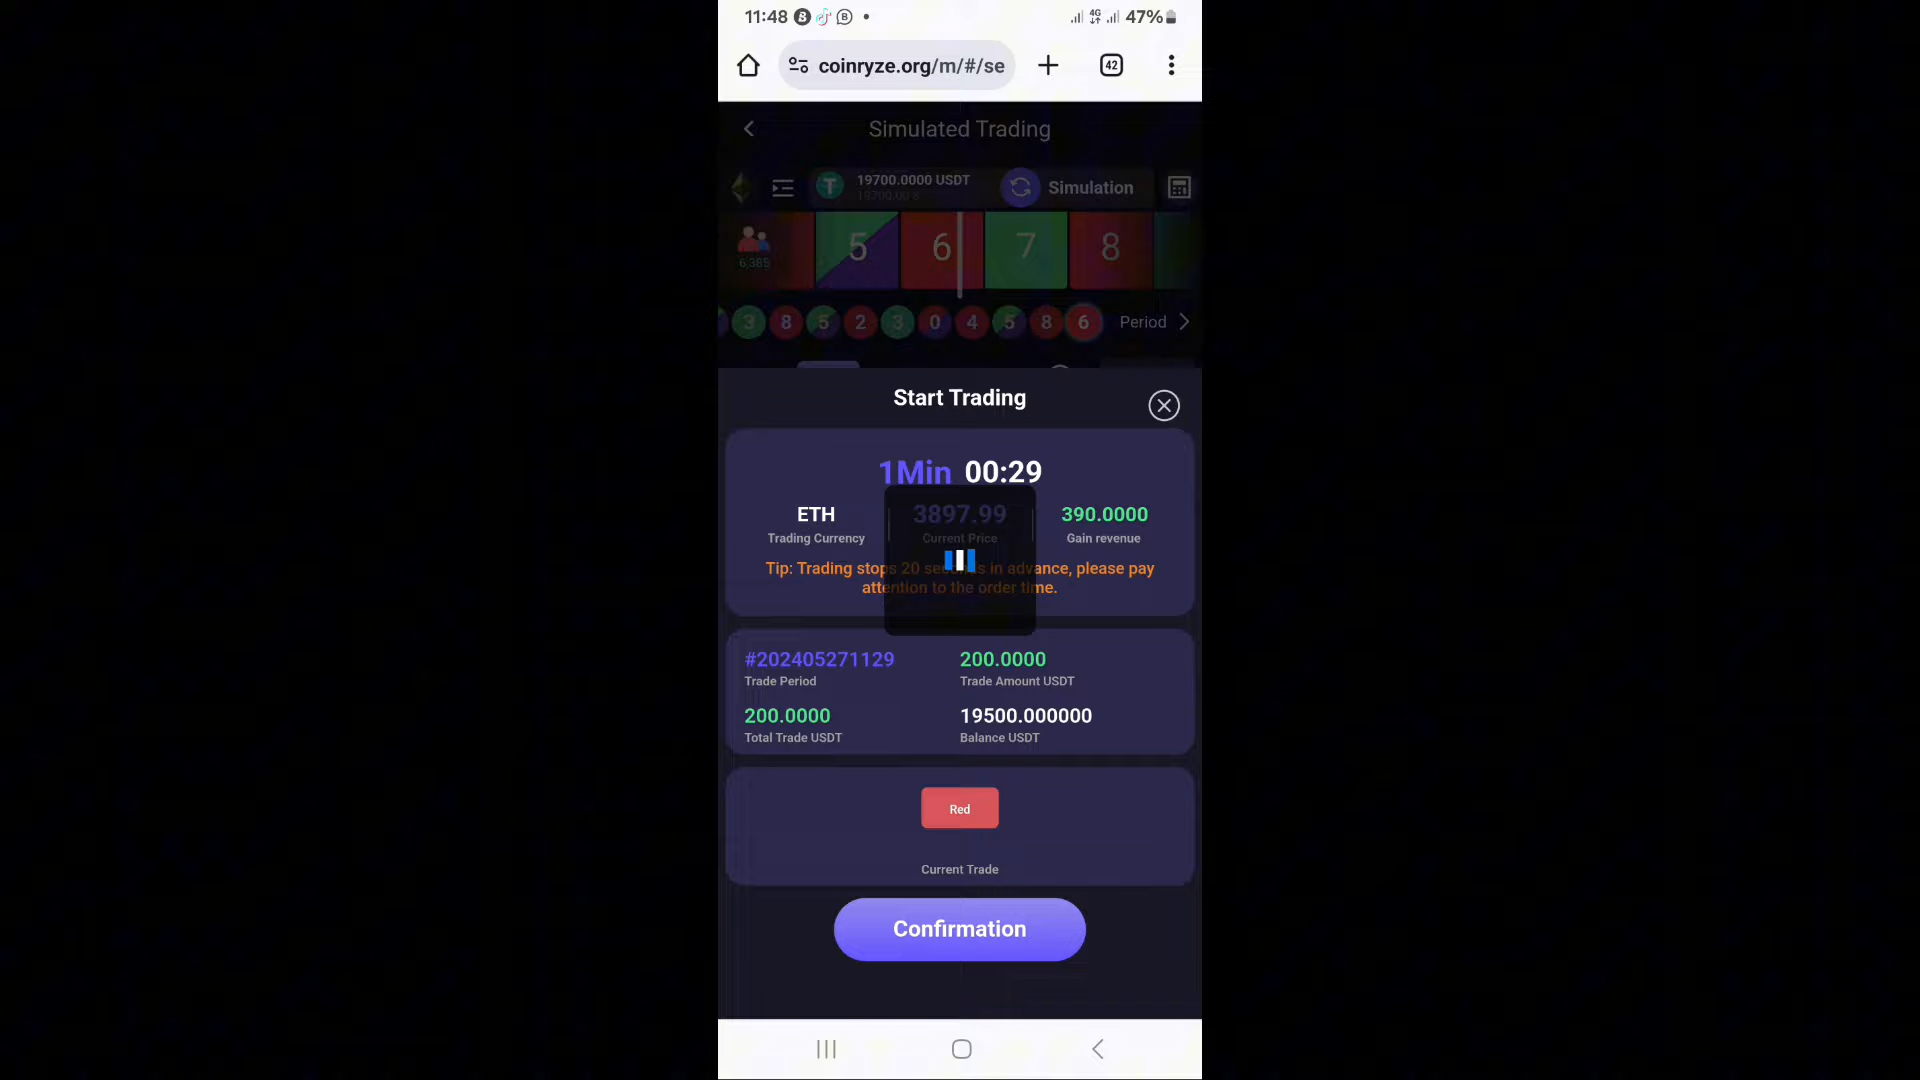 11:48
4G
47%
coinryze.org/m/#/se
42
Simulated Trading
19700.0000 USDT
Simulation
6,385
5 6 7 8
3 8 5 2 3 0 4 5 8 6 Period
Start Trading
1Min 00:29
ETH 3897.99 390.0000
Trading Currency Current Price Gain revenue
Tip: Trading stops 20 seconds in advance, please pay
attention to the order time.
#202405271129 200.0000
Trade Period Trade Amount USDT
200.0000 19500.000000
Total Trade USDT Balance USDT
Red
Current Trade
Confirmation